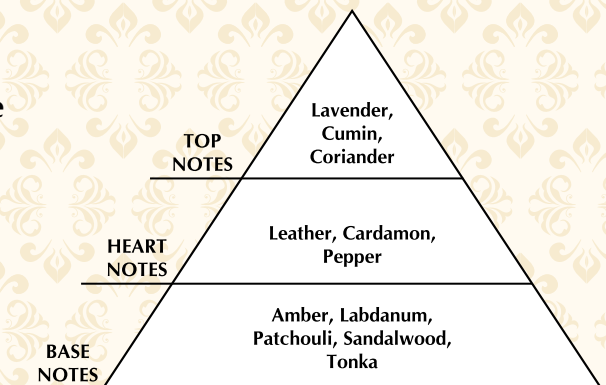 e
Lavender,
Cumin,
Coriander
TOP
NOTES
Leather, Cardamon,
Pepper
HEART
NOTES
Amber, Labdanum,
Patchouli, Sandalwood,
Tonka
BASE
NOTES